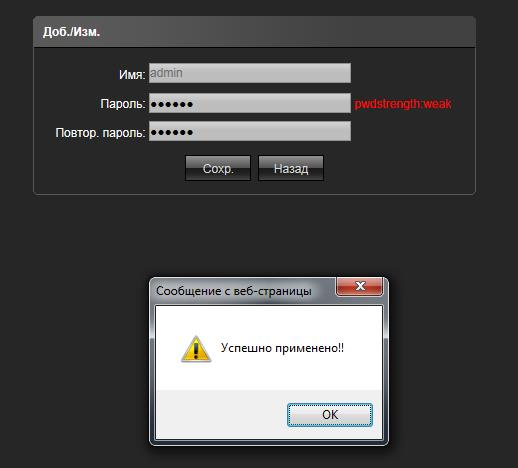 Доб./Изм.
Имя: admin
Пароль: •••••• pwdstrength:weak
Повтор. пароль: ••••••
Сохр. Назад
Сообщение с веб-страницы
Успешно применено!!
OK